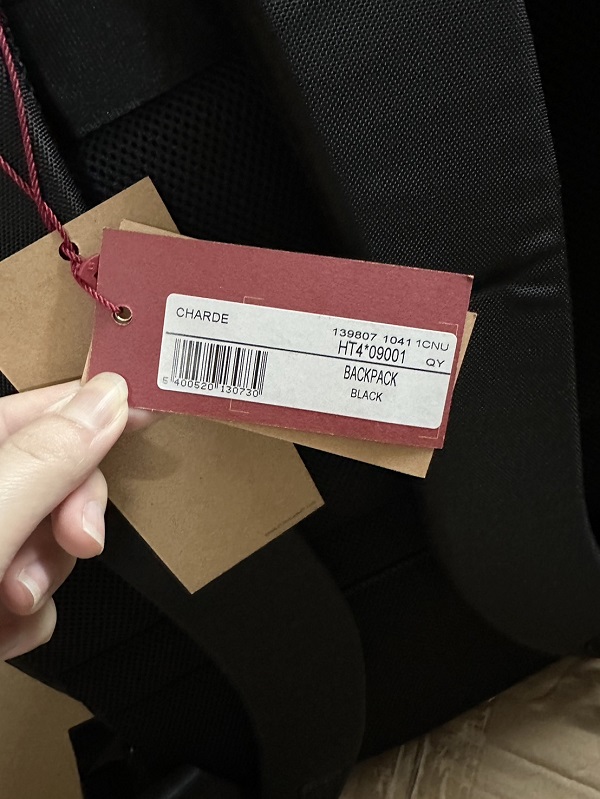 CHARDE
139807 1041 1CNU
HT4*09001 QY
BACKPACK
BLACK
5 400520 130730